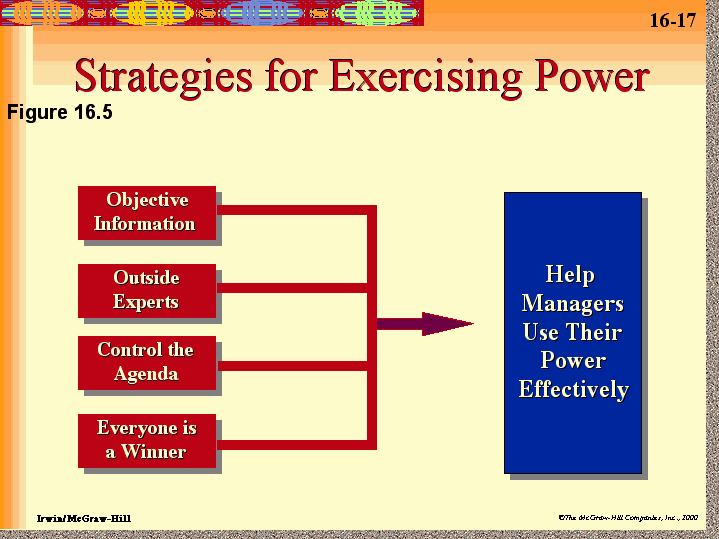 16-17
Strategies for Exercising Power
Figure 16.5
Objective
Information
Outside
Experts
Control the
Agenda
Everyone is
a Winner
Help
Managers
Use Their
Power
Effectively
Irwin/McGraw-Hill
©The McGraw-Hill Companies, Inc., 2000